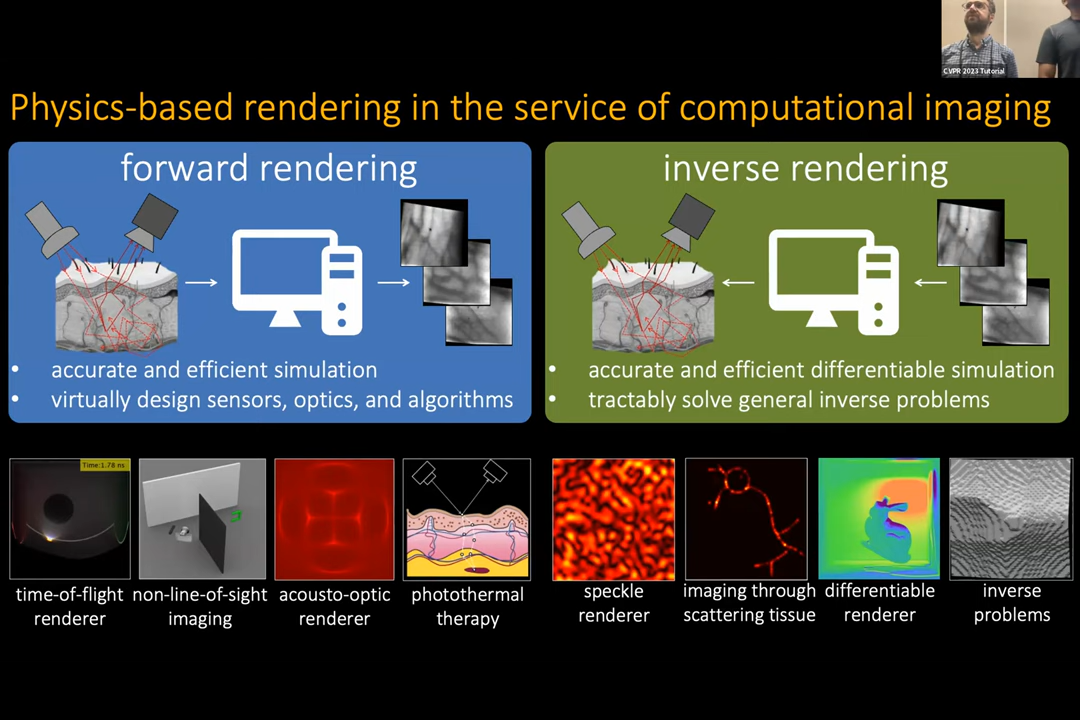 CVPR 2023 Tutorial
Physics-based rendering in the service of computational imaging
forward rendering
• accurate and efficient simulation
• virtually design sensors, optics, and algorithms
inverse rendering
• accurate and efficient differentiable simulation
• tractably solve general inverse problems
Time:1.78 ns
time-of-flight
renderer
non-line-of-sight
imaging
acousto-optic
renderer
photothermal
therapy
speckle
renderer
imaging through
scattering tissue
differentiable
renderer
inverse
problems